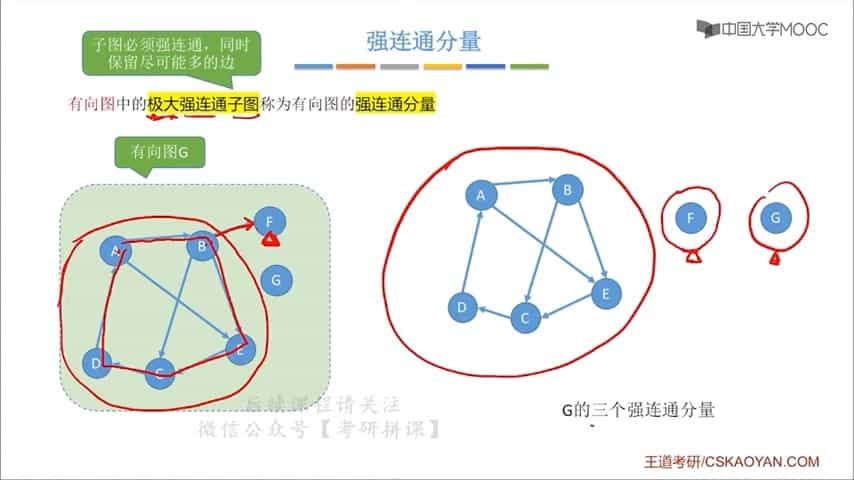 强连通分量
中国大学MOOC
子图必须强连通，同时
保留尽可能多的边
有向图中的极大强连通子图称为有向图的强连通分量
有向图G
A
B
F
G
D
C
E
A
B
F
G
D
C
E
后续课程请关注
微信公众号【考研拼课】
G的三个强连通分量
王道考研/CSKAOYAN.COM